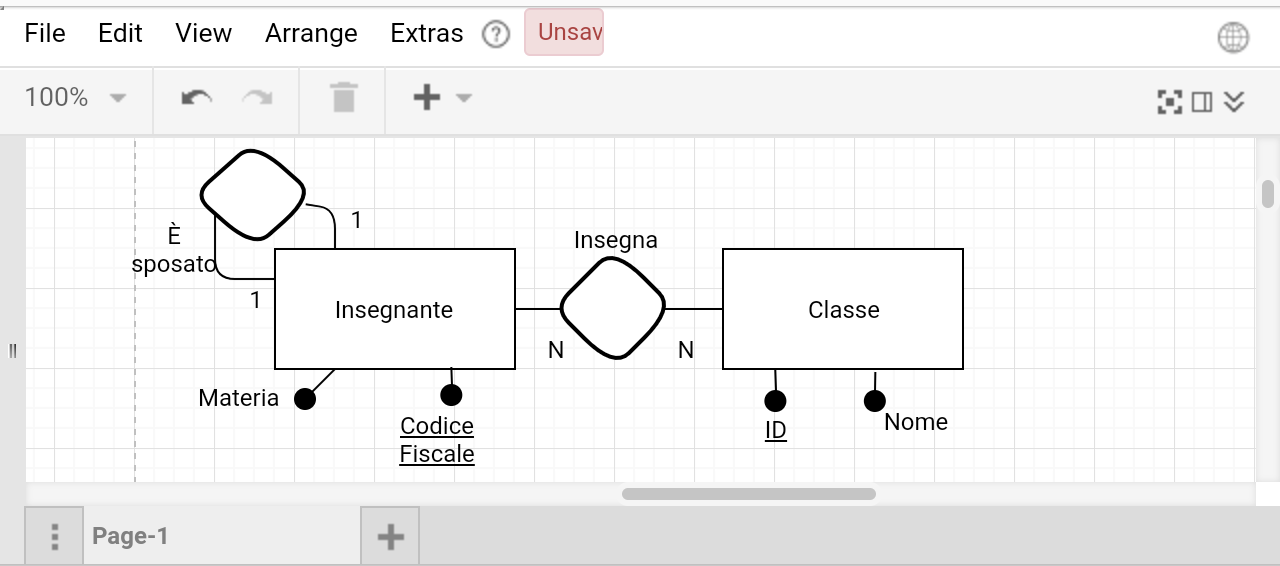 File Edit View Arrange Extras ? Unsav
100%
1
È
sposato
1
Insegna
Insegnante
Classe
N
N
Materia
Codice
Fiscale
ID
Nome
Page-1